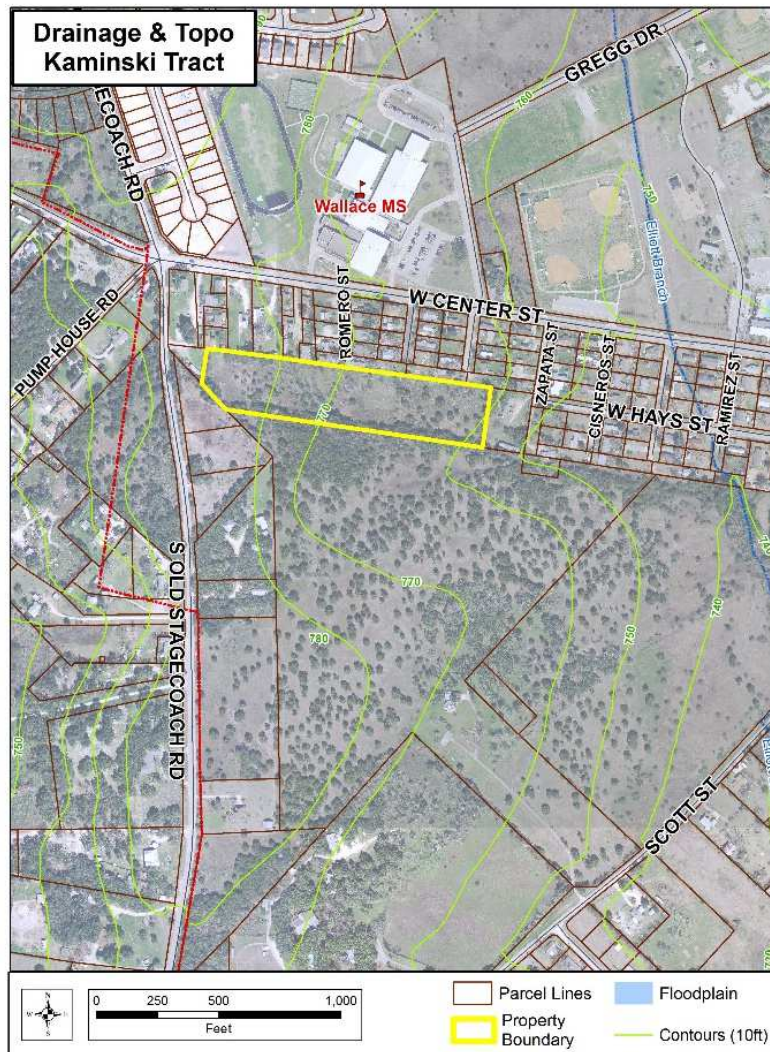 Drainage & Topo
Kaminski Tract
GREGG DR
ECOACH RD
760
780
750
Wallace MS
Elliott Branch
W CENTER ST
ROMERO ST
PUMP HOUSE RD
ZAPATA ST
CISNEROS ST
RAMIREZ ST
W HAYS ST
770
S OLD STAGECOACH RD
770
780
750
740
740
750
SCOTT ST
N
W
E
S
0 250 500 1,000
Feet
Parcel Lines
Property
Boundary
Floodplain
Contours (10ft)